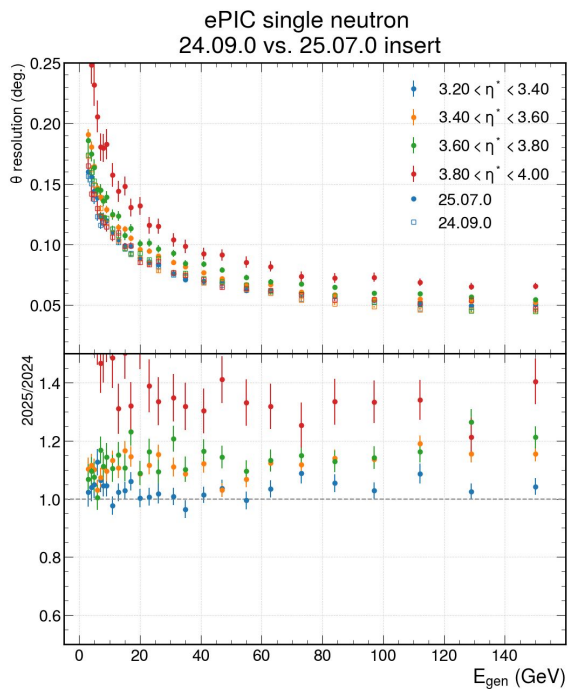 ePIC single neutron
24.09.0 vs. 25.07.0 insert
θ resolution (deg.)
0.25
0.20
0.15
0.10
0.05
3.20 < η* < 3.40
3.40 < η* < 3.60
3.60 < η* < 3.80
3.80 < η* < 4.00
25.07.0
24.09.0
2025/2024
1.4
1.2
1.0
0.8
0.6
0 20 40 60 80 100 120 140
E_gen (GeV)